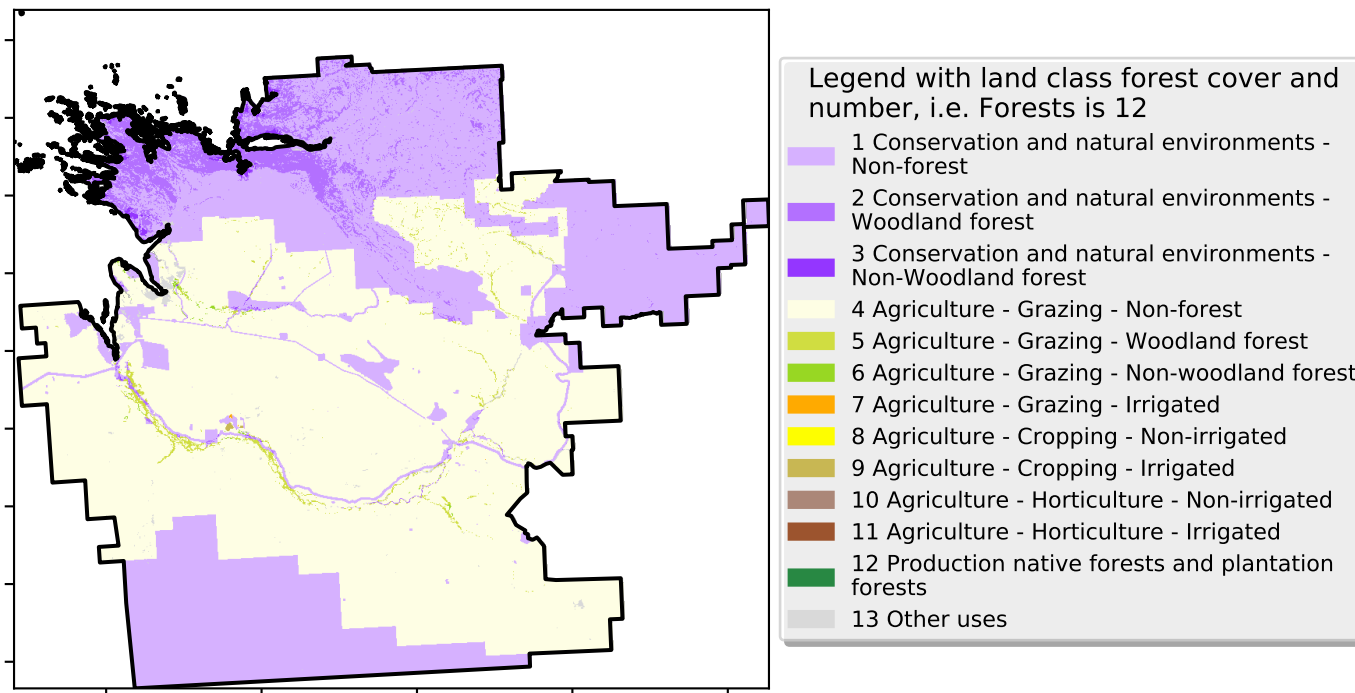 Legend with land class forest cover and
number, i.e. Forests is 12
1 Conservation and natural environments -
Non-forest
2 Conservation and natural environments -
Woodland forest
3 Conservation and natural environments -
Non-Woodland forest
4 Agriculture - Grazing - Non-forest
5 Agriculture - Grazing - Woodland forest
6 Agriculture - Grazing - Non-woodland forest
7 Agriculture - Grazing - Irrigated
8 Agriculture - Cropping - Non-irrigated
9 Agriculture - Cropping - Irrigated
10 Agriculture - Horticulture - Non-irrigated
11 Agriculture - Horticulture - Irrigated
12 Production native forests and plantation
forests
13 Other uses